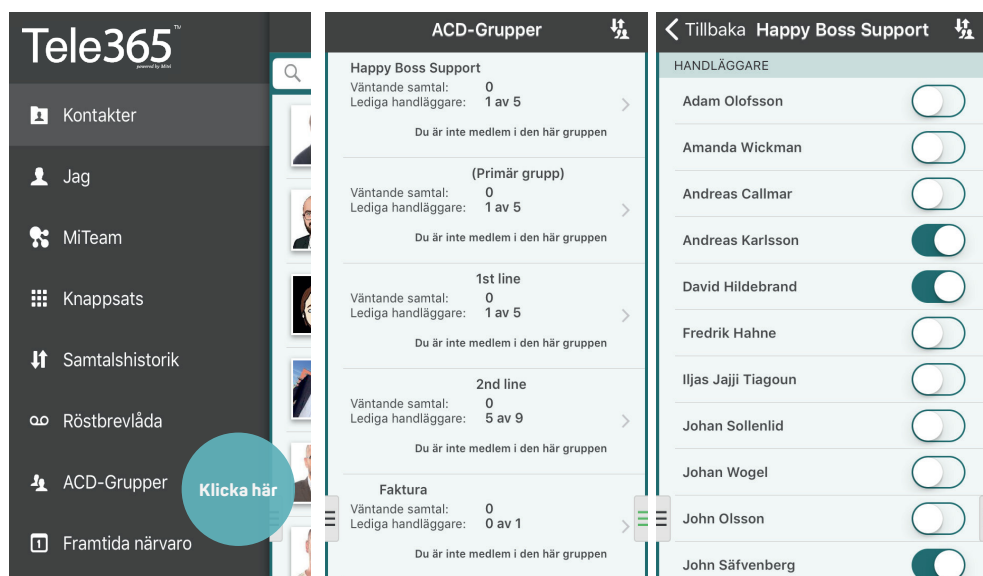 Tele365™
powered by Mitel
Kontakter
Jag
MiTeam
Knappsats
Samtalshistorik
Röstbrevlåda
ACD-Grupper
Klicka här
1
Framtida närvaro
ACD-Grupper
Happy Boss Support
Väntande samtal: 0
Lediga handläggare: 1 av 5
Du är inte medlem i den här gruppen
(Primär grupp)
Väntande samtal: 0
Lediga handläggare: 1 av 5
Du är inte medlem i den här gruppen
1st line
Väntande samtal: 0
Lediga handläggare: 1 av 5
Du är inte medlem i den här gruppen
2nd line
Väntande samtal: 0
Lediga handläggare: 5 av 9
Du är inte medlem i den här gruppen
Faktura
Väntande samtal: 0
Lediga handläggare: 0 av 1
Du är inte medlem i den här gruppen
Tillbaka Happy Boss Support
HANDLÄGGARE
Adam Olofsson
Amanda Wickman
Andreas Callmar
Andreas Karlsson
David Hildebrand
Fredrik Hahne
Iljas Jajji Tiagoun
Johan Sollenlid
Johan Wogel
John Olsson
John Säfvenberg